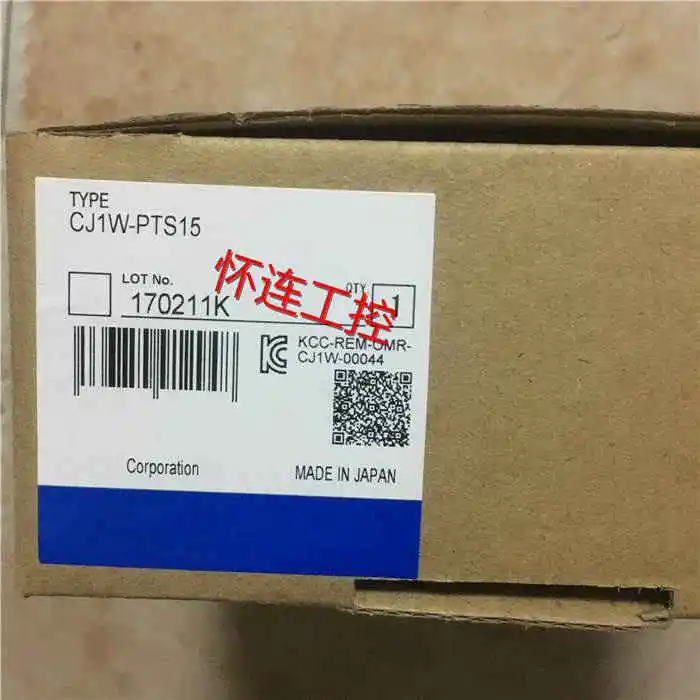 TYPE
CJ1W-PTS15
LOT No.
170211K
QTY
1
怀连工控
KCC-REM-OMR-
CJ1W-00044
Corporation
MADE IN JAPAN